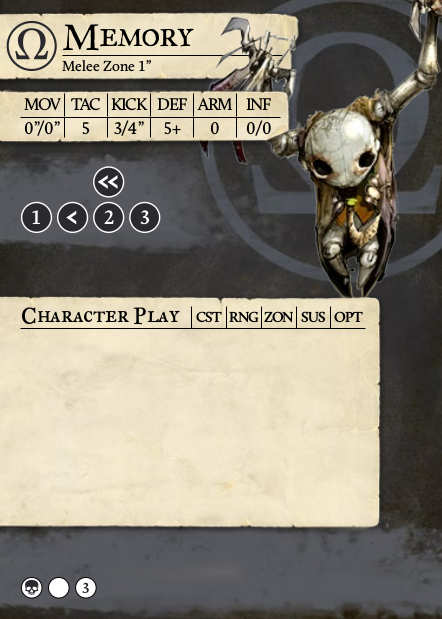 Ω MEMORY
Melee Zone 1”
MOV TAC KICK DEF ARM INF
0”/0” 5 3/4” 5+ 0 0/0
<<
1 < 2 3
CHARACTER PLAY CST RNG ZON SUS OPT
3